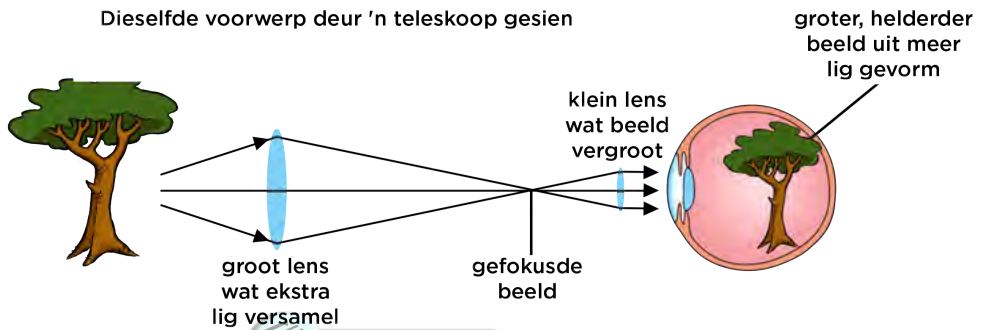 Dieselfde voorwerp deur 'n teleskoop gesien
groter, helderder
beeld uit meer
lig gevorm
klein lens
wat beeld
vergroot
groot lens
wat ekstra
lig versamel
gefokusde
beeld